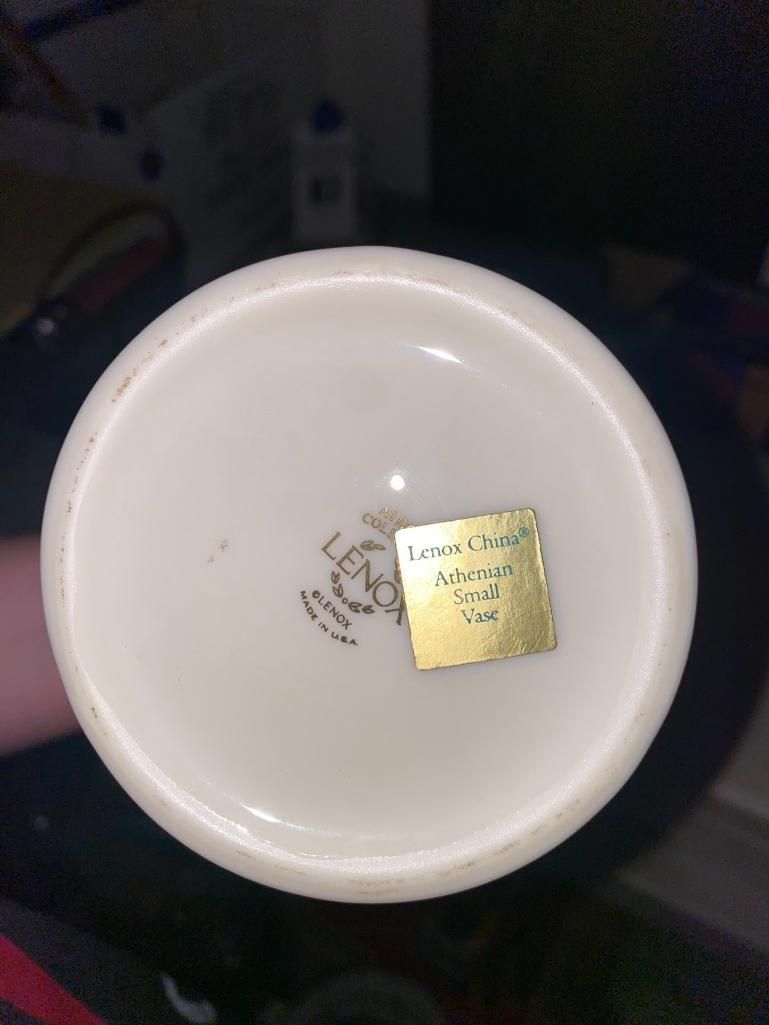 LENOX
©LENOX
MADE IN U.S.A.
Lenox China®
Athenian
Small
Vase